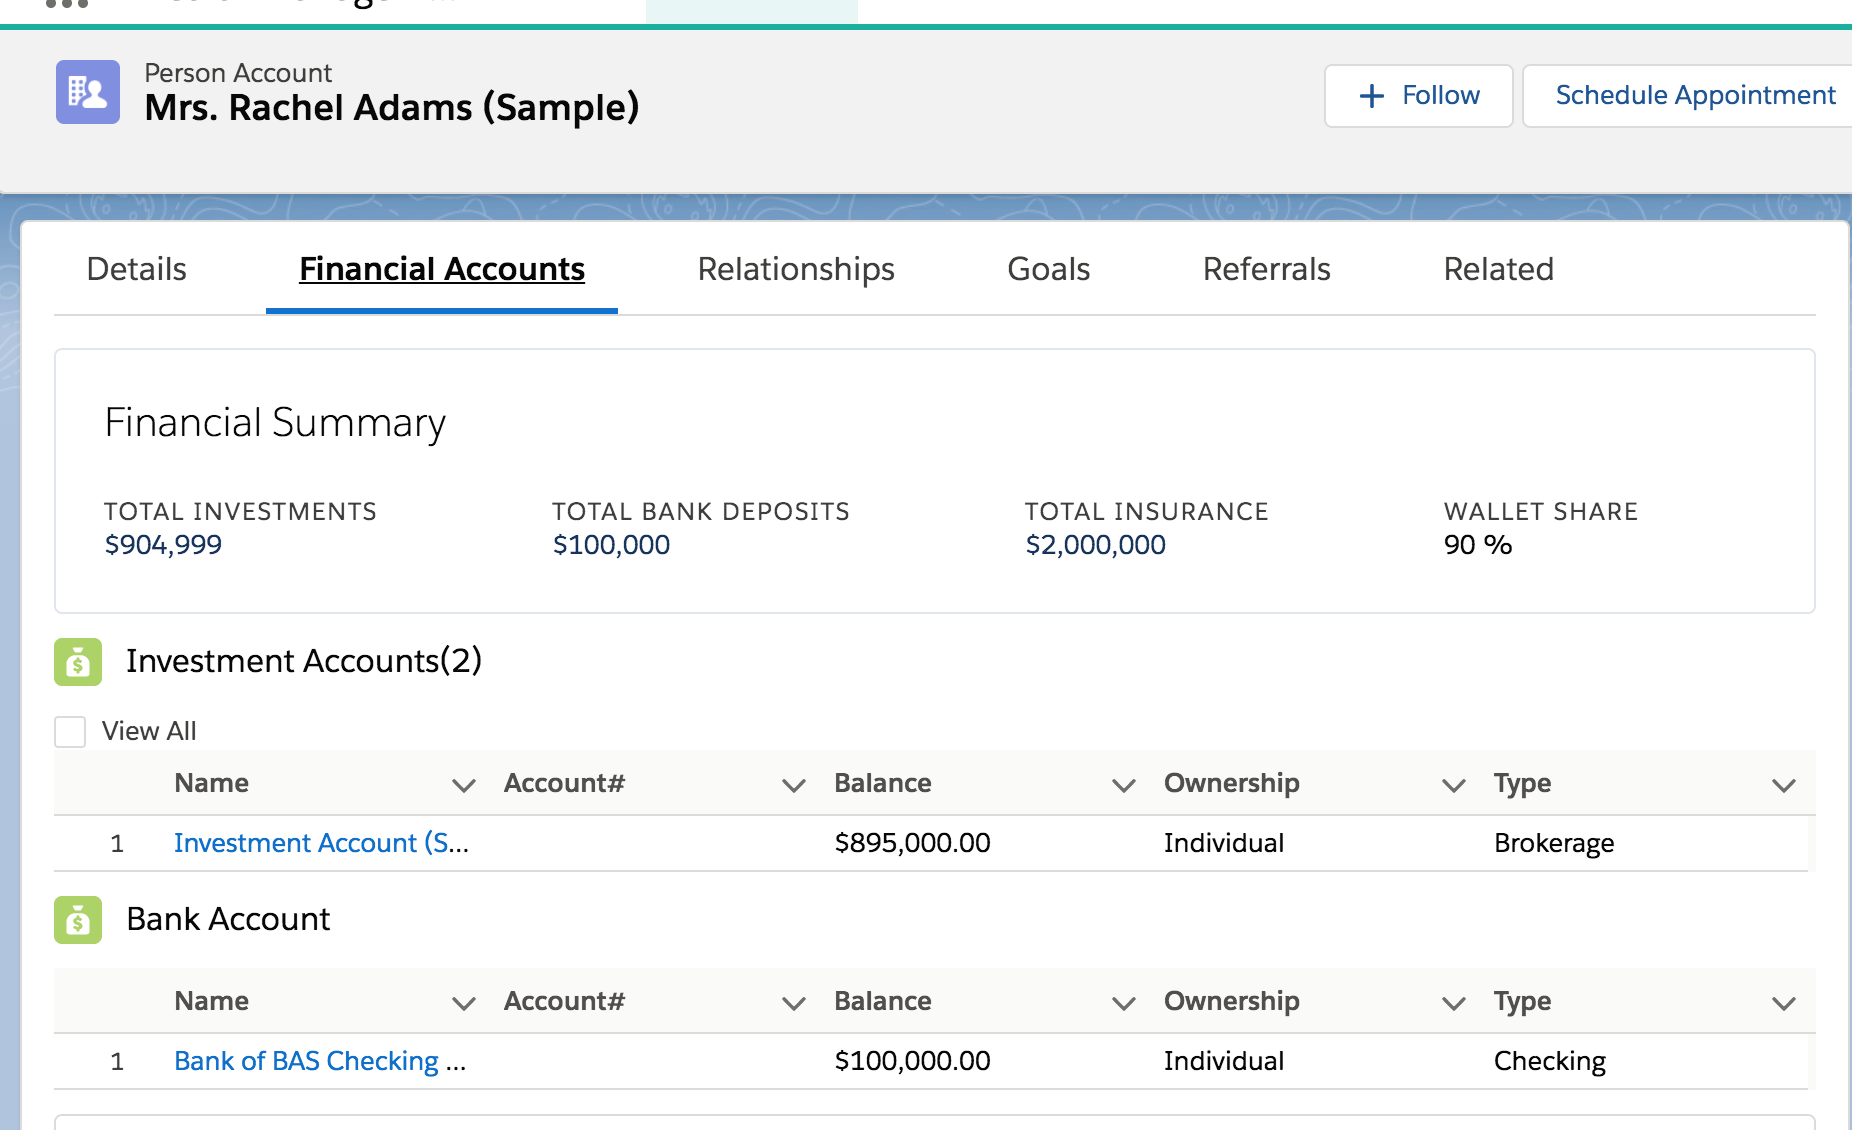 Person Account
Mrs. Rachel Adams (Sample)
Follow
Schedule Appointment
Details Financial Accounts Relationships Goals Referrals Related
Financial Summary
TOTAL INVESTMENTS TOTAL BANK DEPOSITS TOTAL INSURANCE WALLET SHARE
$904,999 $100,000 $2,000,000 90 %
Investment Accounts(2)
View All
Name Account# Balance Ownership Type
1 Investment Account (S... $895,000.00 Individual Brokerage
Bank Account
Name Account# Balance Ownership Type
1 Bank of BAS Checking ... $100,000.00 Individual Checking